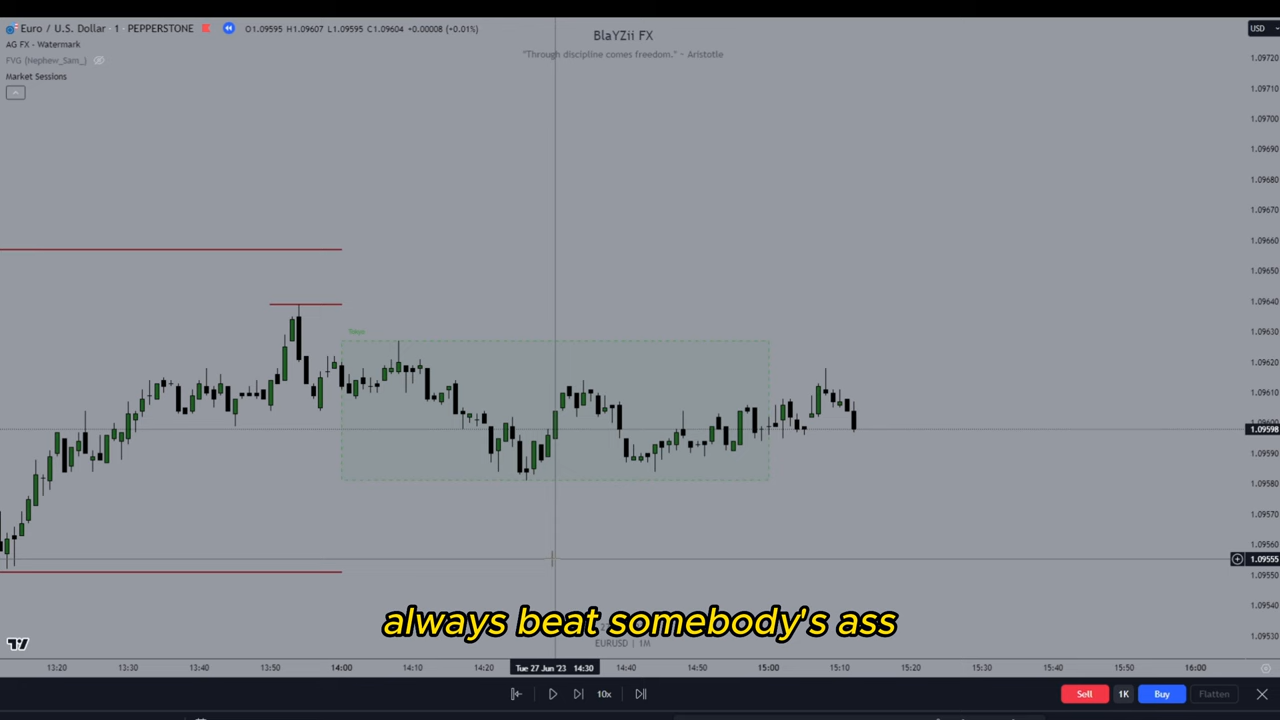 Euro / U.S. Dollar · 1 · PEPPERSTONE O1.09595 H1.09607 L1.09595 C1.09604 +0.00008 (+0.01%)
AG FX - Watermark
FVG (Nephew_Sam_)
Market Sessions
BlaYZii FX
"Through discipline comes freedom." - Aristotle
USD
1.09720
1.09710
1.09700
1.09690
1.09680
1.09670
1.09660
1.09650
1.09640
1.09630
1.09620
1.09610
1.09598
1.09590
1.09580
1.09570
1.09560
1.09555
1.09550
1.09540
1.09530
Tokyo
always beat somebody's ass
EURUSD | 1M
13:20 13:30 13:40 13:50 14:00 14:10 14:20 Tue 27 Jun '23 14:30 14:40 14:50 15:00 15:10 15:20 15:30 15:40 15:50 16:00
10x
Sell 1K Buy Flatten